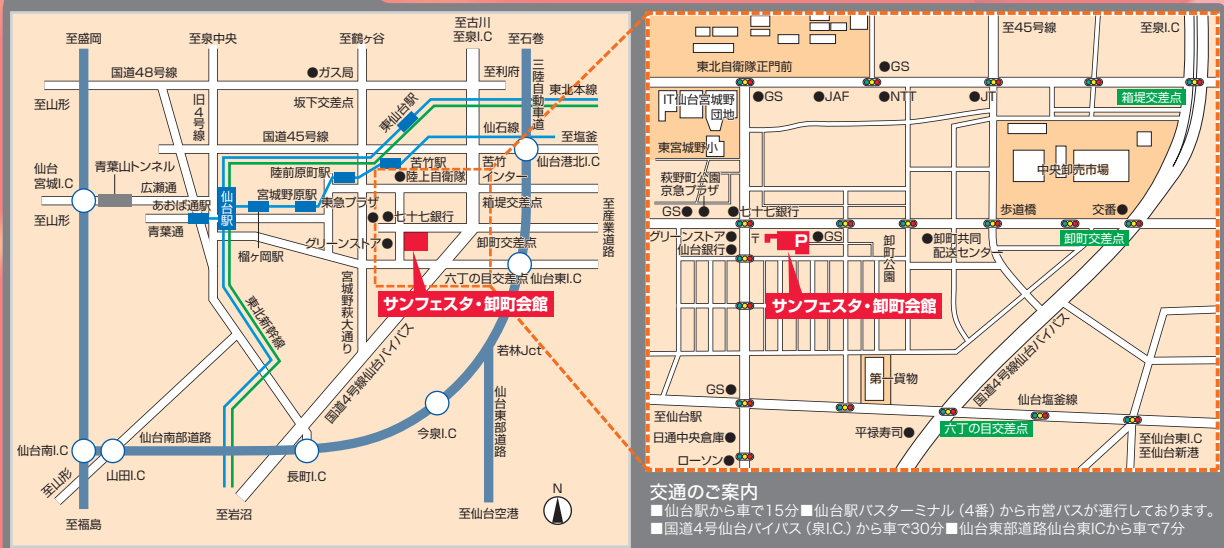 至盛岡
至泉中央
至鶴ヶ谷
至古川
至泉I.C
至石巻
国道48号線
●ガス局
至利府
三陸自動車道
東北本線
至山形
旧4号線
坂下交差点
東仙台駅
仙石線
国道45号線
至塩釜
仙台
宮城I.C
青葉山トンネル
広瀬通
陸前原町駅
苦竹駅
●陸上自衛隊
苦竹
インター
仙台港北I.C
仙台駅
宮城野原駅
東急プラザ
箱堤交差点
至産業道路
至山形
あおば通駅
青葉通
●●七十七銀行
グリーンストア●
卸町交差点
榴ヶ岡駅
六丁の目交差点
仙台東I.C
宮城野萩大通り
サンフェスタ・卸町会館
東北新幹線
国道4号線仙台バイパス
若林Jct
仙台東部道路
今泉I.C
仙台南I.C
仙台南部道路
山田I.C
長町I.C
至山形
至福島
至岩沼
至仙台空港
N
至45号線
至泉I.C
東北自衛隊正門前
●GS
●GS
●JAF
●NTT
●JT
箱堤交差点
IT仙台宮城野
団地
東宮城野小
中央卸売市場
萩野町公園
京急プラザ
GS●
●
●七十七銀行
歩道橋
交番●
グリーンストア●
〒
P
●GS
●卸町共同
配送センター
卸町交差点
仙台銀行●
卸町公園
サンフェスタ・卸町会館
国道4号線仙台バイパス
第一貨物
GS●
仙台塩釜線
至仙台駅
日通中央倉庫●
平禄寿司●
六丁の目交差点
至仙台東I.C
至仙台新港
ローソン●
交通のご案内
■仙台駅から車で15分■仙台駅バスターミナル(4番)から市営バスが運行しております。
■国道4号仙台バイパス(泉I.C.)から車で30分■仙台東部道路仙台東ICから車で7分